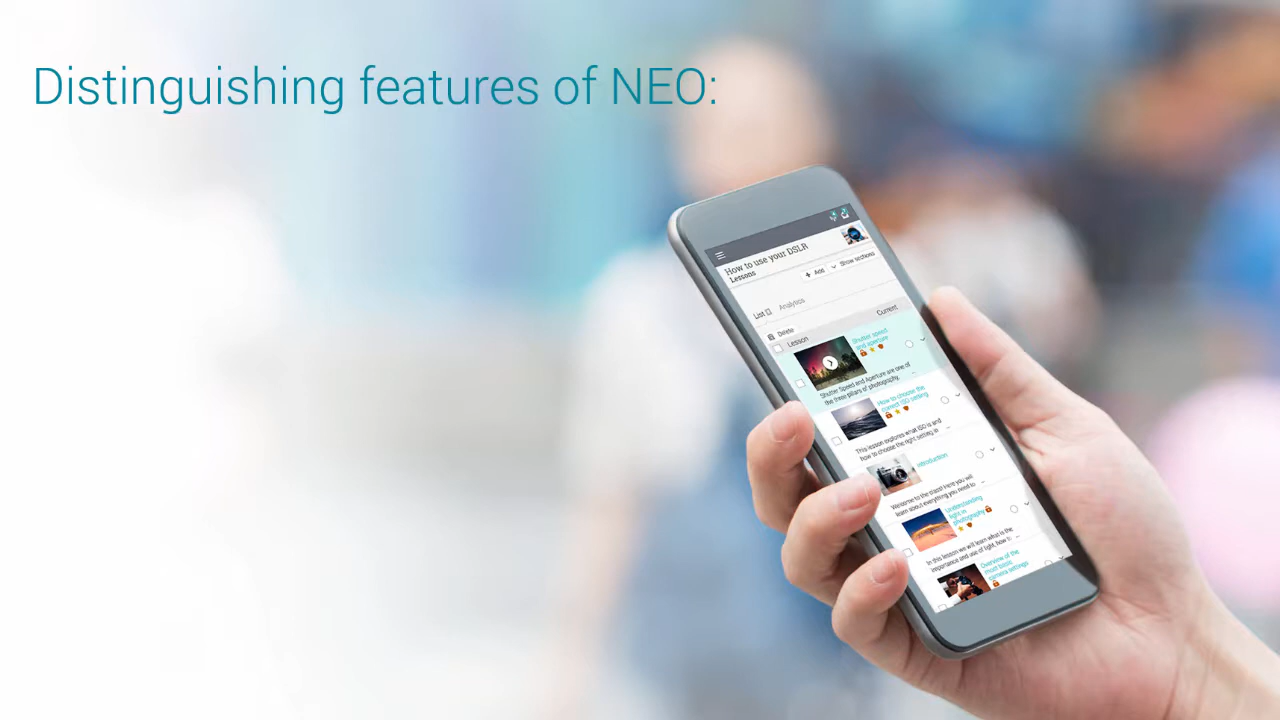 Distinguishing features of NEO:
How to use your DSLR
Lessons
Add
Show sections
List
Analytics
Delete
Lesson
Current
Shutter speed
and aperture
Shutter Speed and Aperture are one of
the three pillars of photography.
How to choose the
correct ISO setting
This lesson explores what ISO is and
how to choose the right setting to
Introduction
Welcome to the class! Here you will
learn about everything you need to
Understanding
light in
photography
In this lesson we will learn what is the
importance and use of light, how to
Overview of the
most basic
camera settings